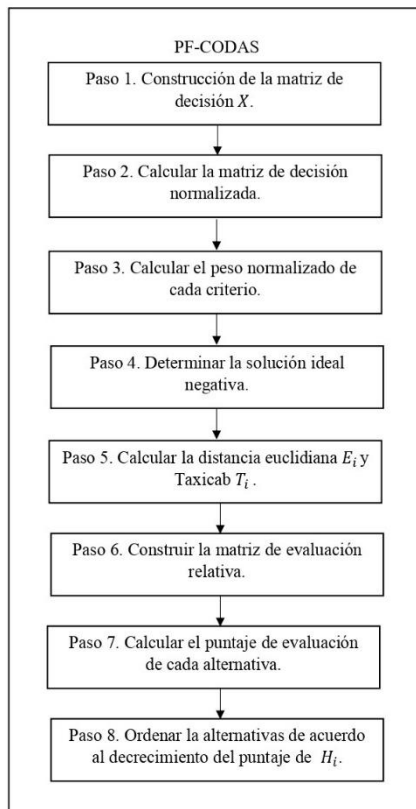 PF-CODAS
Paso 1. Construcción de la matriz de
decisión X.
Paso 2. Calcular la matriz de decisión
normalizada.
Paso 3. Calcular el peso normalizado de
cada criterio.
Paso 4. Determinar la solución ideal
negativa.
Paso 5. Calcular la distancia euclidiana E_i y
Taxicab T_i .
Paso 6. Construir la matriz de evaluación
relativa.
Paso 7. Calcular el puntaje de evaluación
de cada alternativa.
Paso 8. Ordenar la alternativas de acuerdo
al decrecimiento del puntaje de H_i.